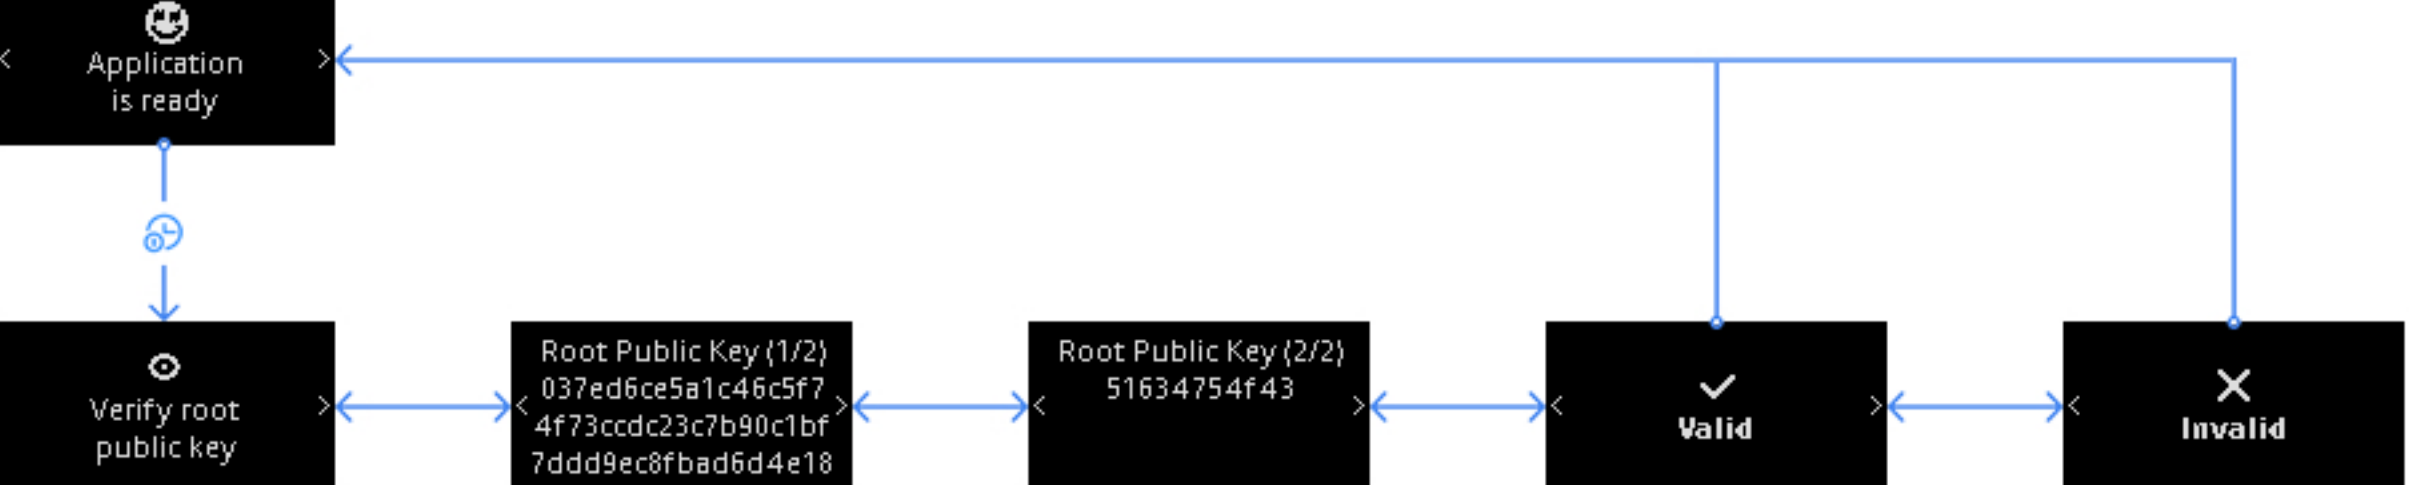 Application
is ready
Verify root
public key
Root Public Key (1/2)
037ed6ce5a1c46c5f7
4f73ccdc23c7b90c1bf
7ddd9ec8fbad6d4e18
Root Public Key (2/2)
51634754f43
Valid
Invalid